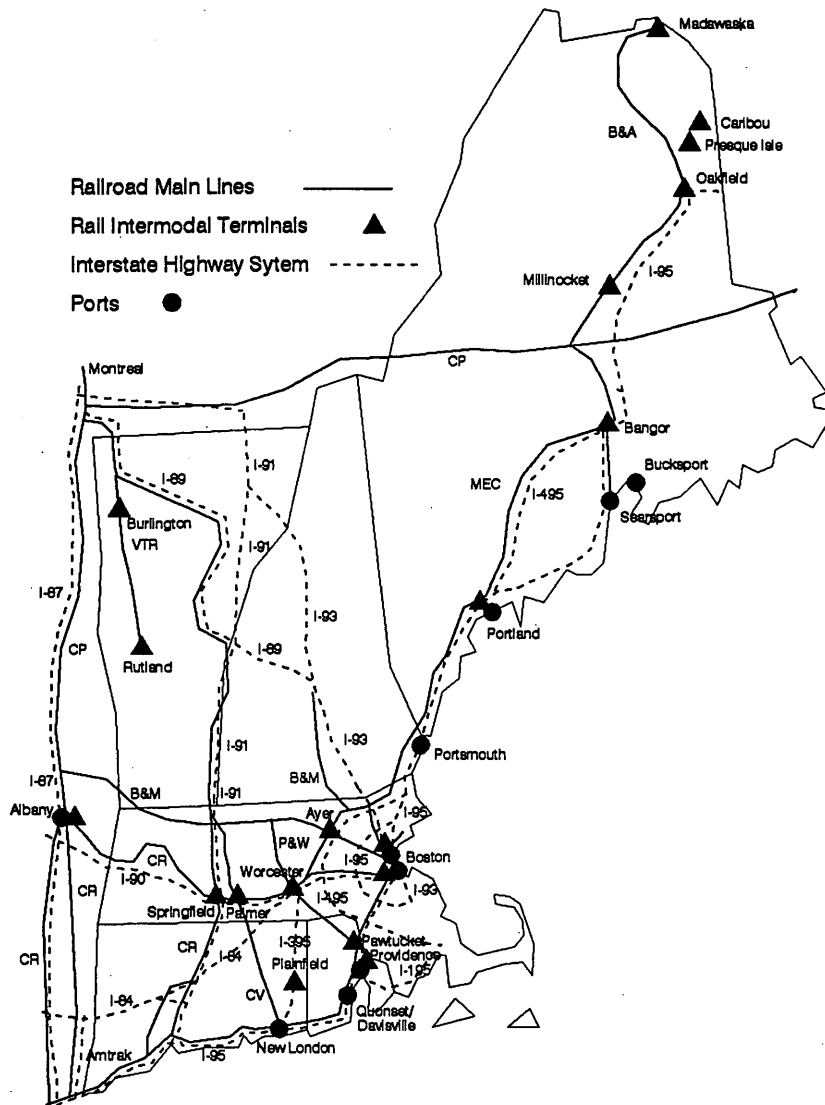 Madawaska
Caribou
B&A
Presque Isle
Railroad Main Lines
Oakfield
Rail Intermodal Terminals
Interstate Highway Sytem
I-95
Millinocket
Ports
Montreal
CP
I-91
Bangor
I-89
MEC
Bucksport
I-495
Searsport
Burlington
VTR
I-91
I-87
I-93
Portland
I-89
CP
Rutland
I-93
I-91
Portsmouth
I-87
B&M
B&M
I-91
Albany
Ayer
I-95
P&W
CR
I-95
Boston
I-90
Worcester
CR
I-495
I-93
Springfield
Palmer
CR
I-395
Pawtucket
CR
I-84
Providence
Plainfield
I-195
I-84
CV
Quonset/
Davisville
Amtrak
I-95
New London